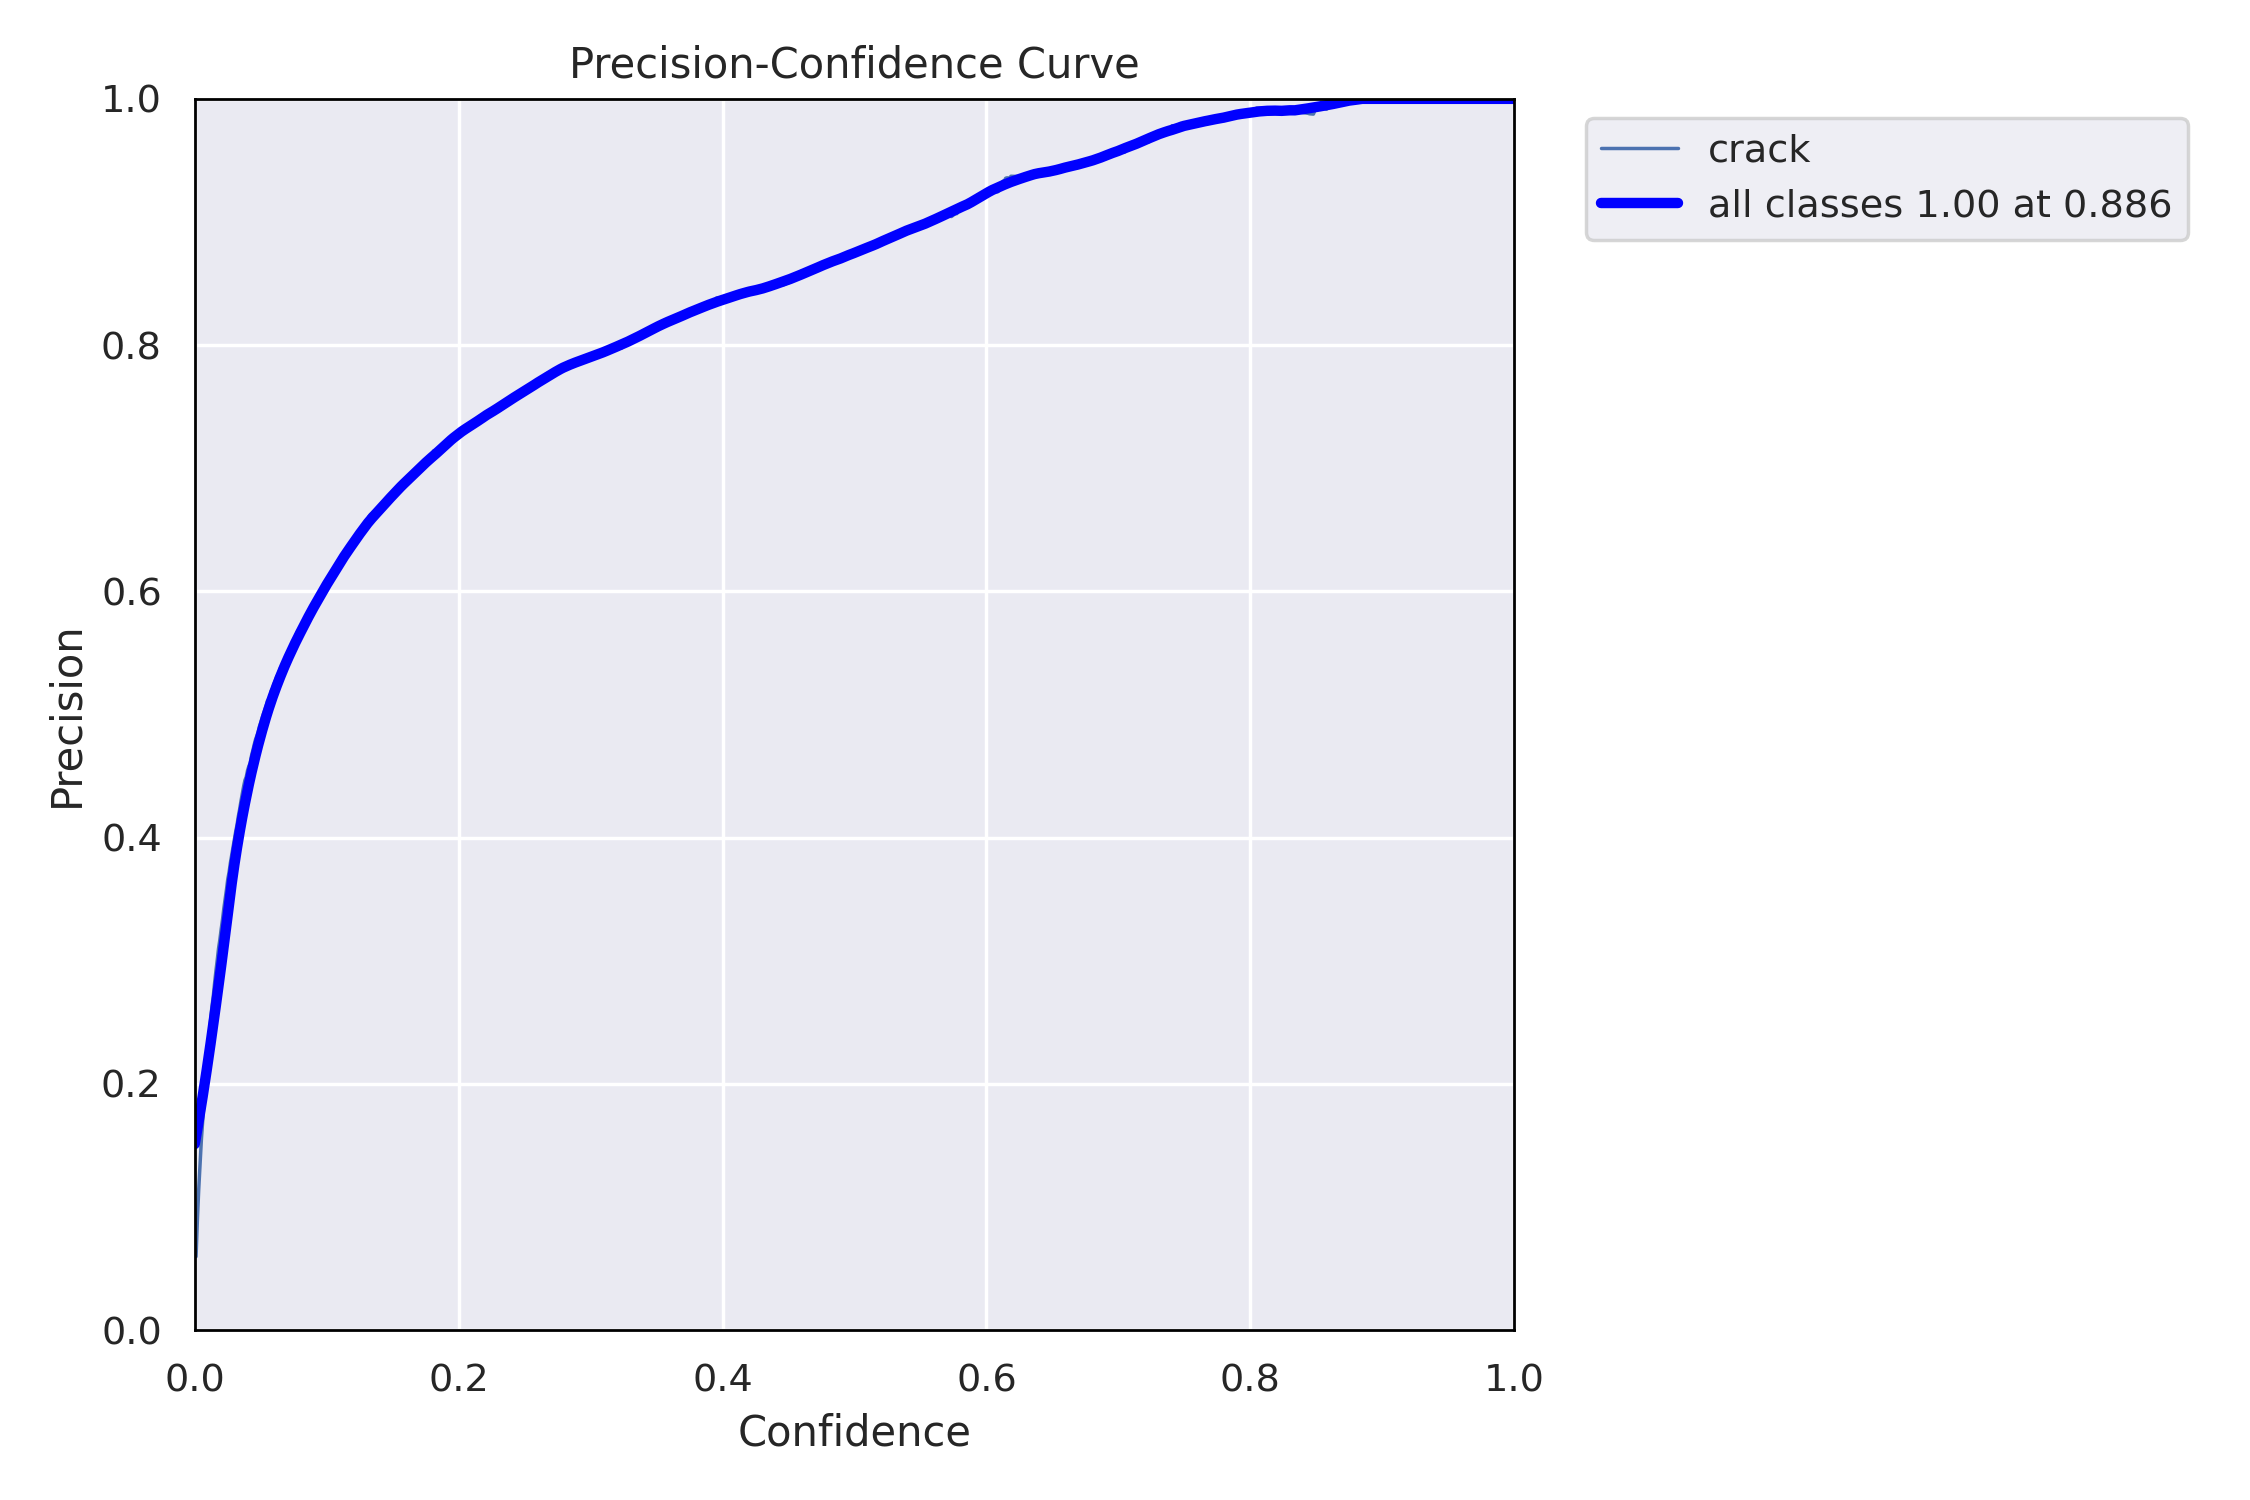 Precision-Confidence Curve
1.0
0.8
0.6
0.4
0.2
0.0
Precision
0.0 0.2 0.4 0.6 0.8 1.0
Confidence
crack
all classes 1.00 at 0.886